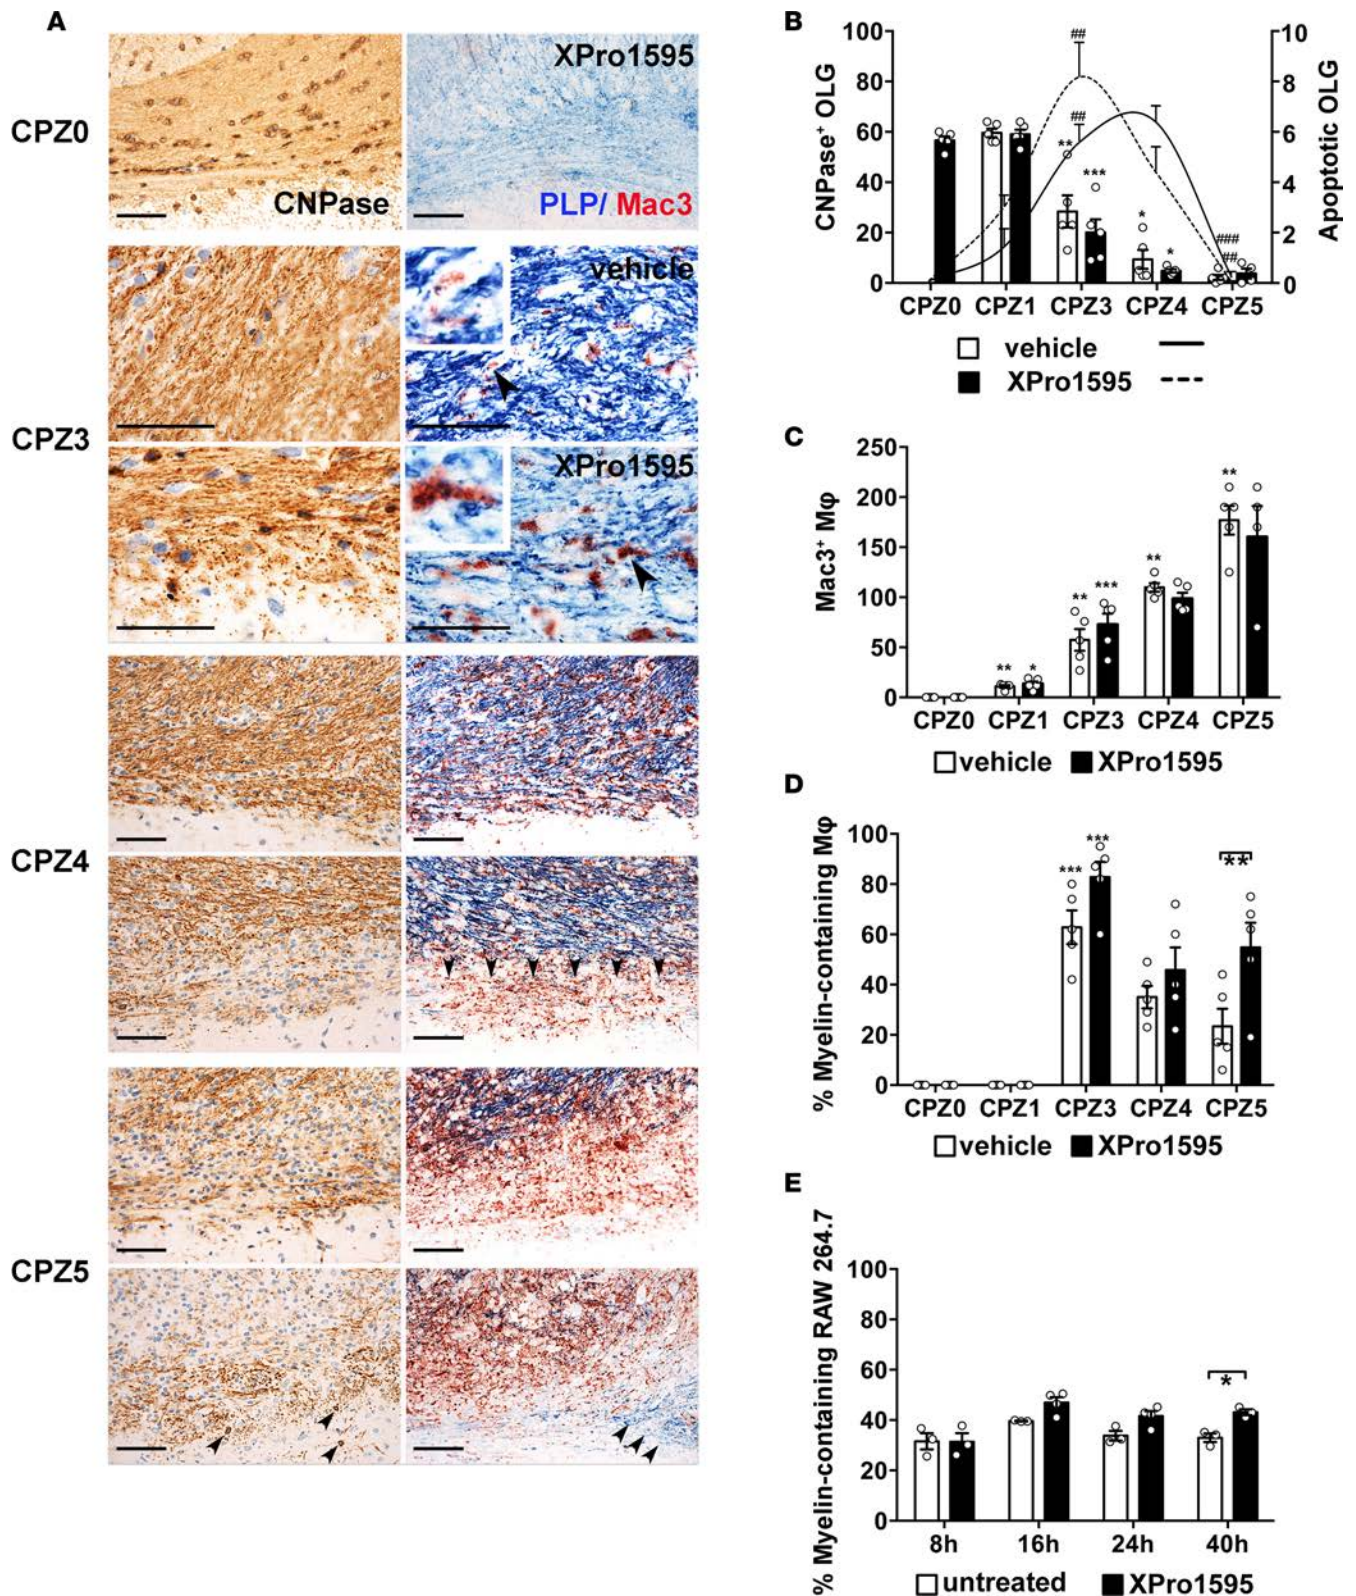 A
CPZ0
XPro1595
CNPase
PLP/ Mac3
CPZ3
vehicle
XPro1595
CPZ4
CPZ5
B
CNPase+ OLG
100
80
60
40
20
0
10
8
6
4
2
0
Apoptotic OLG
##
##
**
***
*
*
###
##
CPZ0 CPZ1 CPZ3 CPZ4 CPZ5
vehicle
XPro1595
C
Mac3+ Mφ
250
200
150
100
50
0
**
*
**
***
**
**
CPZ0 CPZ1 CPZ3 CPZ4 CPZ5
vehicle XPro1595
D
% Myelin-containing Mφ
100
80
60
40
20
0
***
***
**
CPZ0 CPZ1 CPZ3 CPZ4 CPZ5
vehicle XPro1595
E
% Myelin-containing RAW 264.7
100
80
60
40
20
0
*
8h 16h 24h 40h
untreated XPro1595